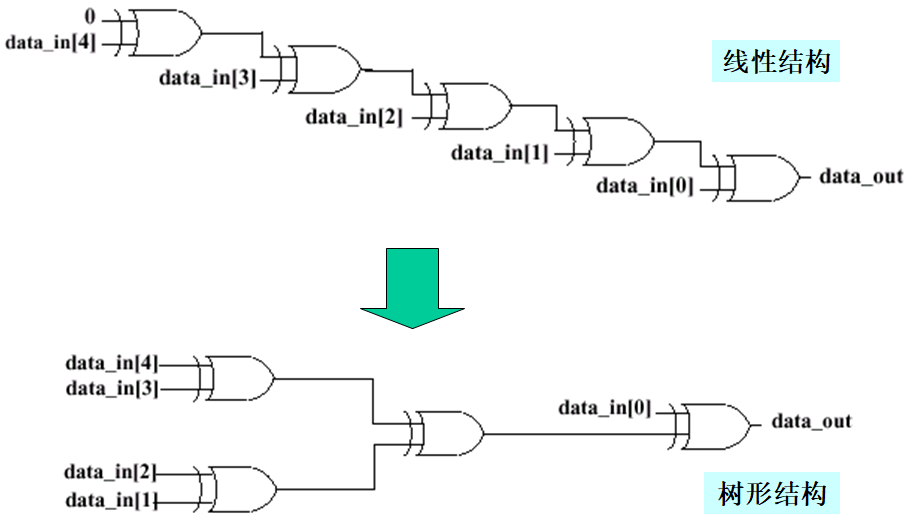 0
data_in[4]
线性结构
data_in[3]
data_in[2]
data_in[1]
data_in[0]
data_out
data_in[4]
data_in[3]
data_in[0]
data_out
data_in[2]
data_in[1]
树形结构